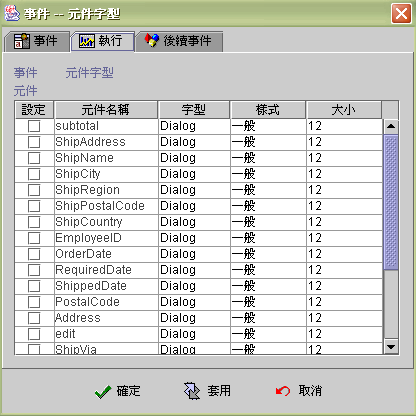 事件 -- 元件字型
事件 執行 後續事件
事件 元件字型
元件
設定 元件名稱 字型 樣式 大小
subtotal Dialog 一般 12
ShipAddress Dialog 一般 12
ShipName Dialog 一般 12
ShipCity Dialog 一般 12
ShipRegion Dialog 一般 12
ShipPostalCode Dialog 一般 12
ShipCountry Dialog 一般 12
EmployeeID Dialog 一般 12
OrderDate Dialog 一般 12
RequiredDate Dialog 一般 12
ShippedDate Dialog 一般 12
PostalCode Dialog 一般 12
Address Dialog 一般 12
edit Dialog 一般 12
ShipVia Dialog 一般 12
確定 套用 取消